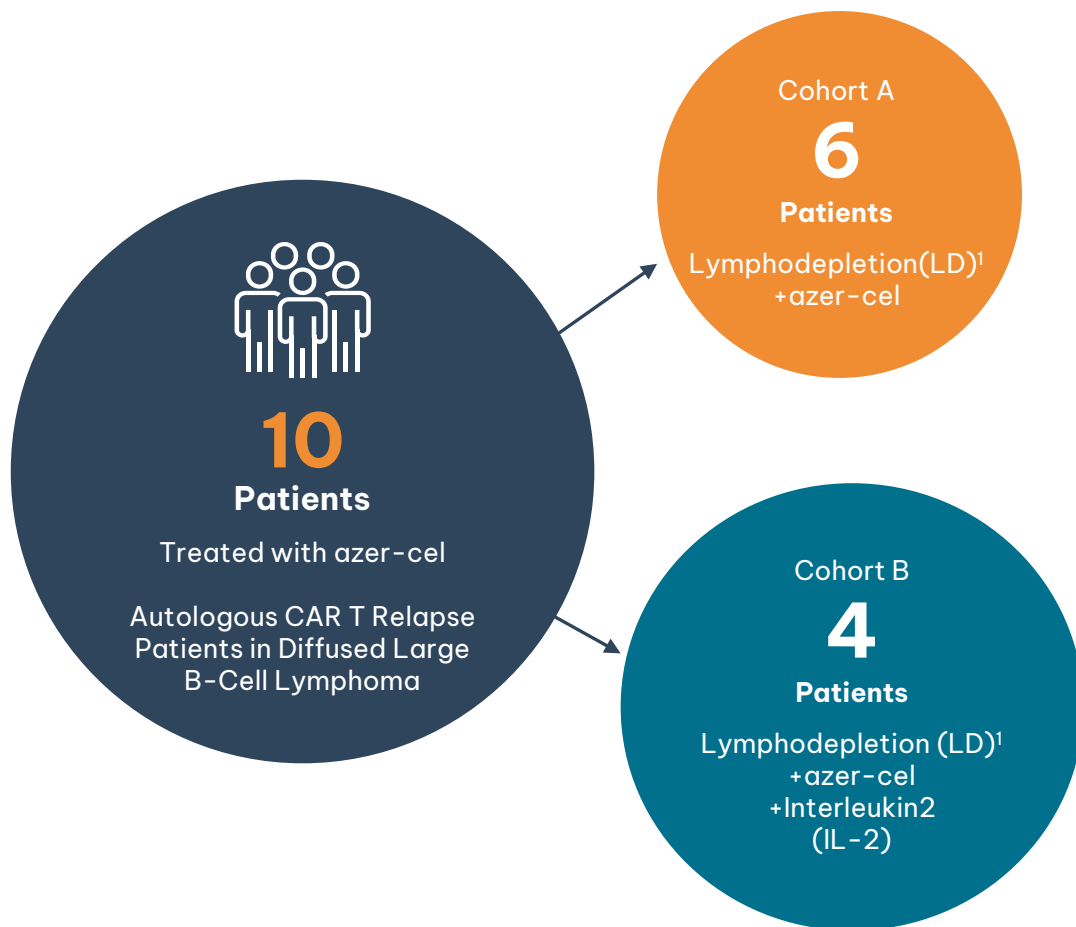 10
Patients
Treated with azer-cel
Autologous CAR T Relapse
Patients in Diffused Large
B-Cell Lymphoma
Cohort A
6
Patients
Lymphodepletion(LD)¹
+azer-cel
Cohort B
4
Patients
Lymphodepletion (LD)¹
+azer-cel
+Interleukin2
(IL-2)